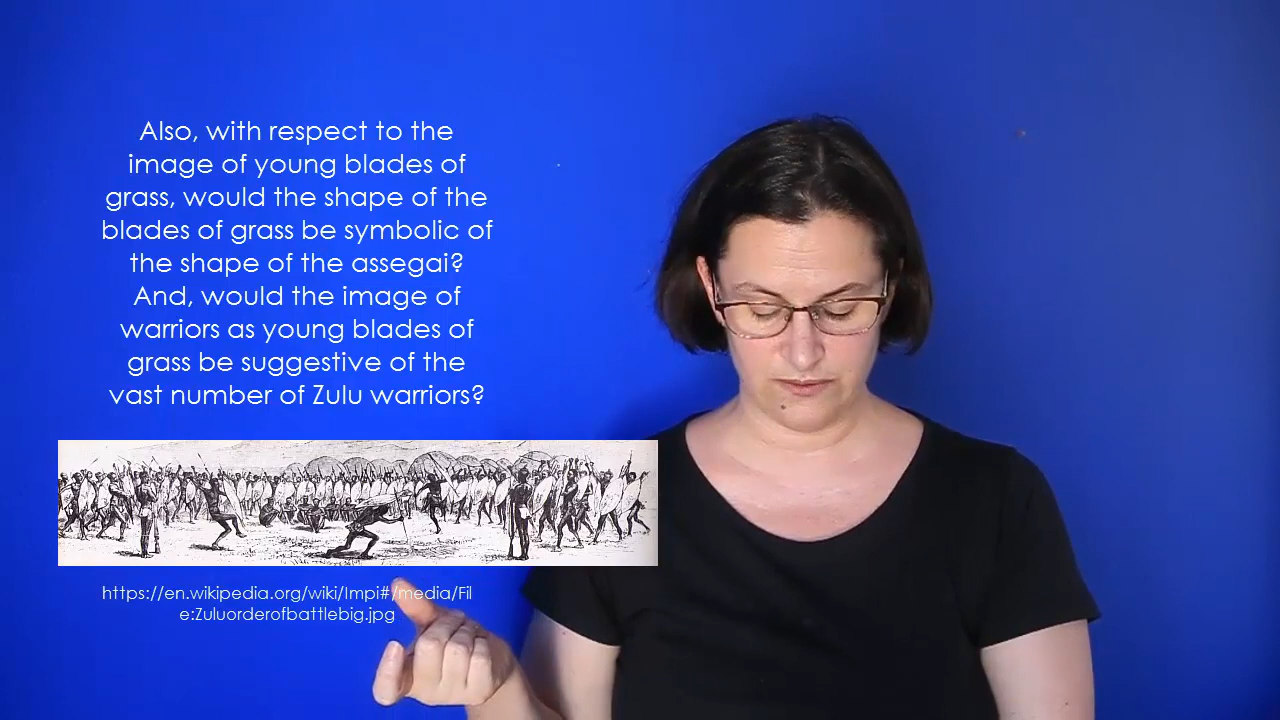 Also, with respect to the
image of young blades of
grass, would the shape of the
blades of grass be symbolic of
the shape of the assegai?
And, would the image of
warriors as young blades of
grass be suggestive of the
vast number of Zulu warriors?
https://en.wikipedia.org/wiki/Impi#/media/Fil
e:Zuluorderofbattlebig.jpg